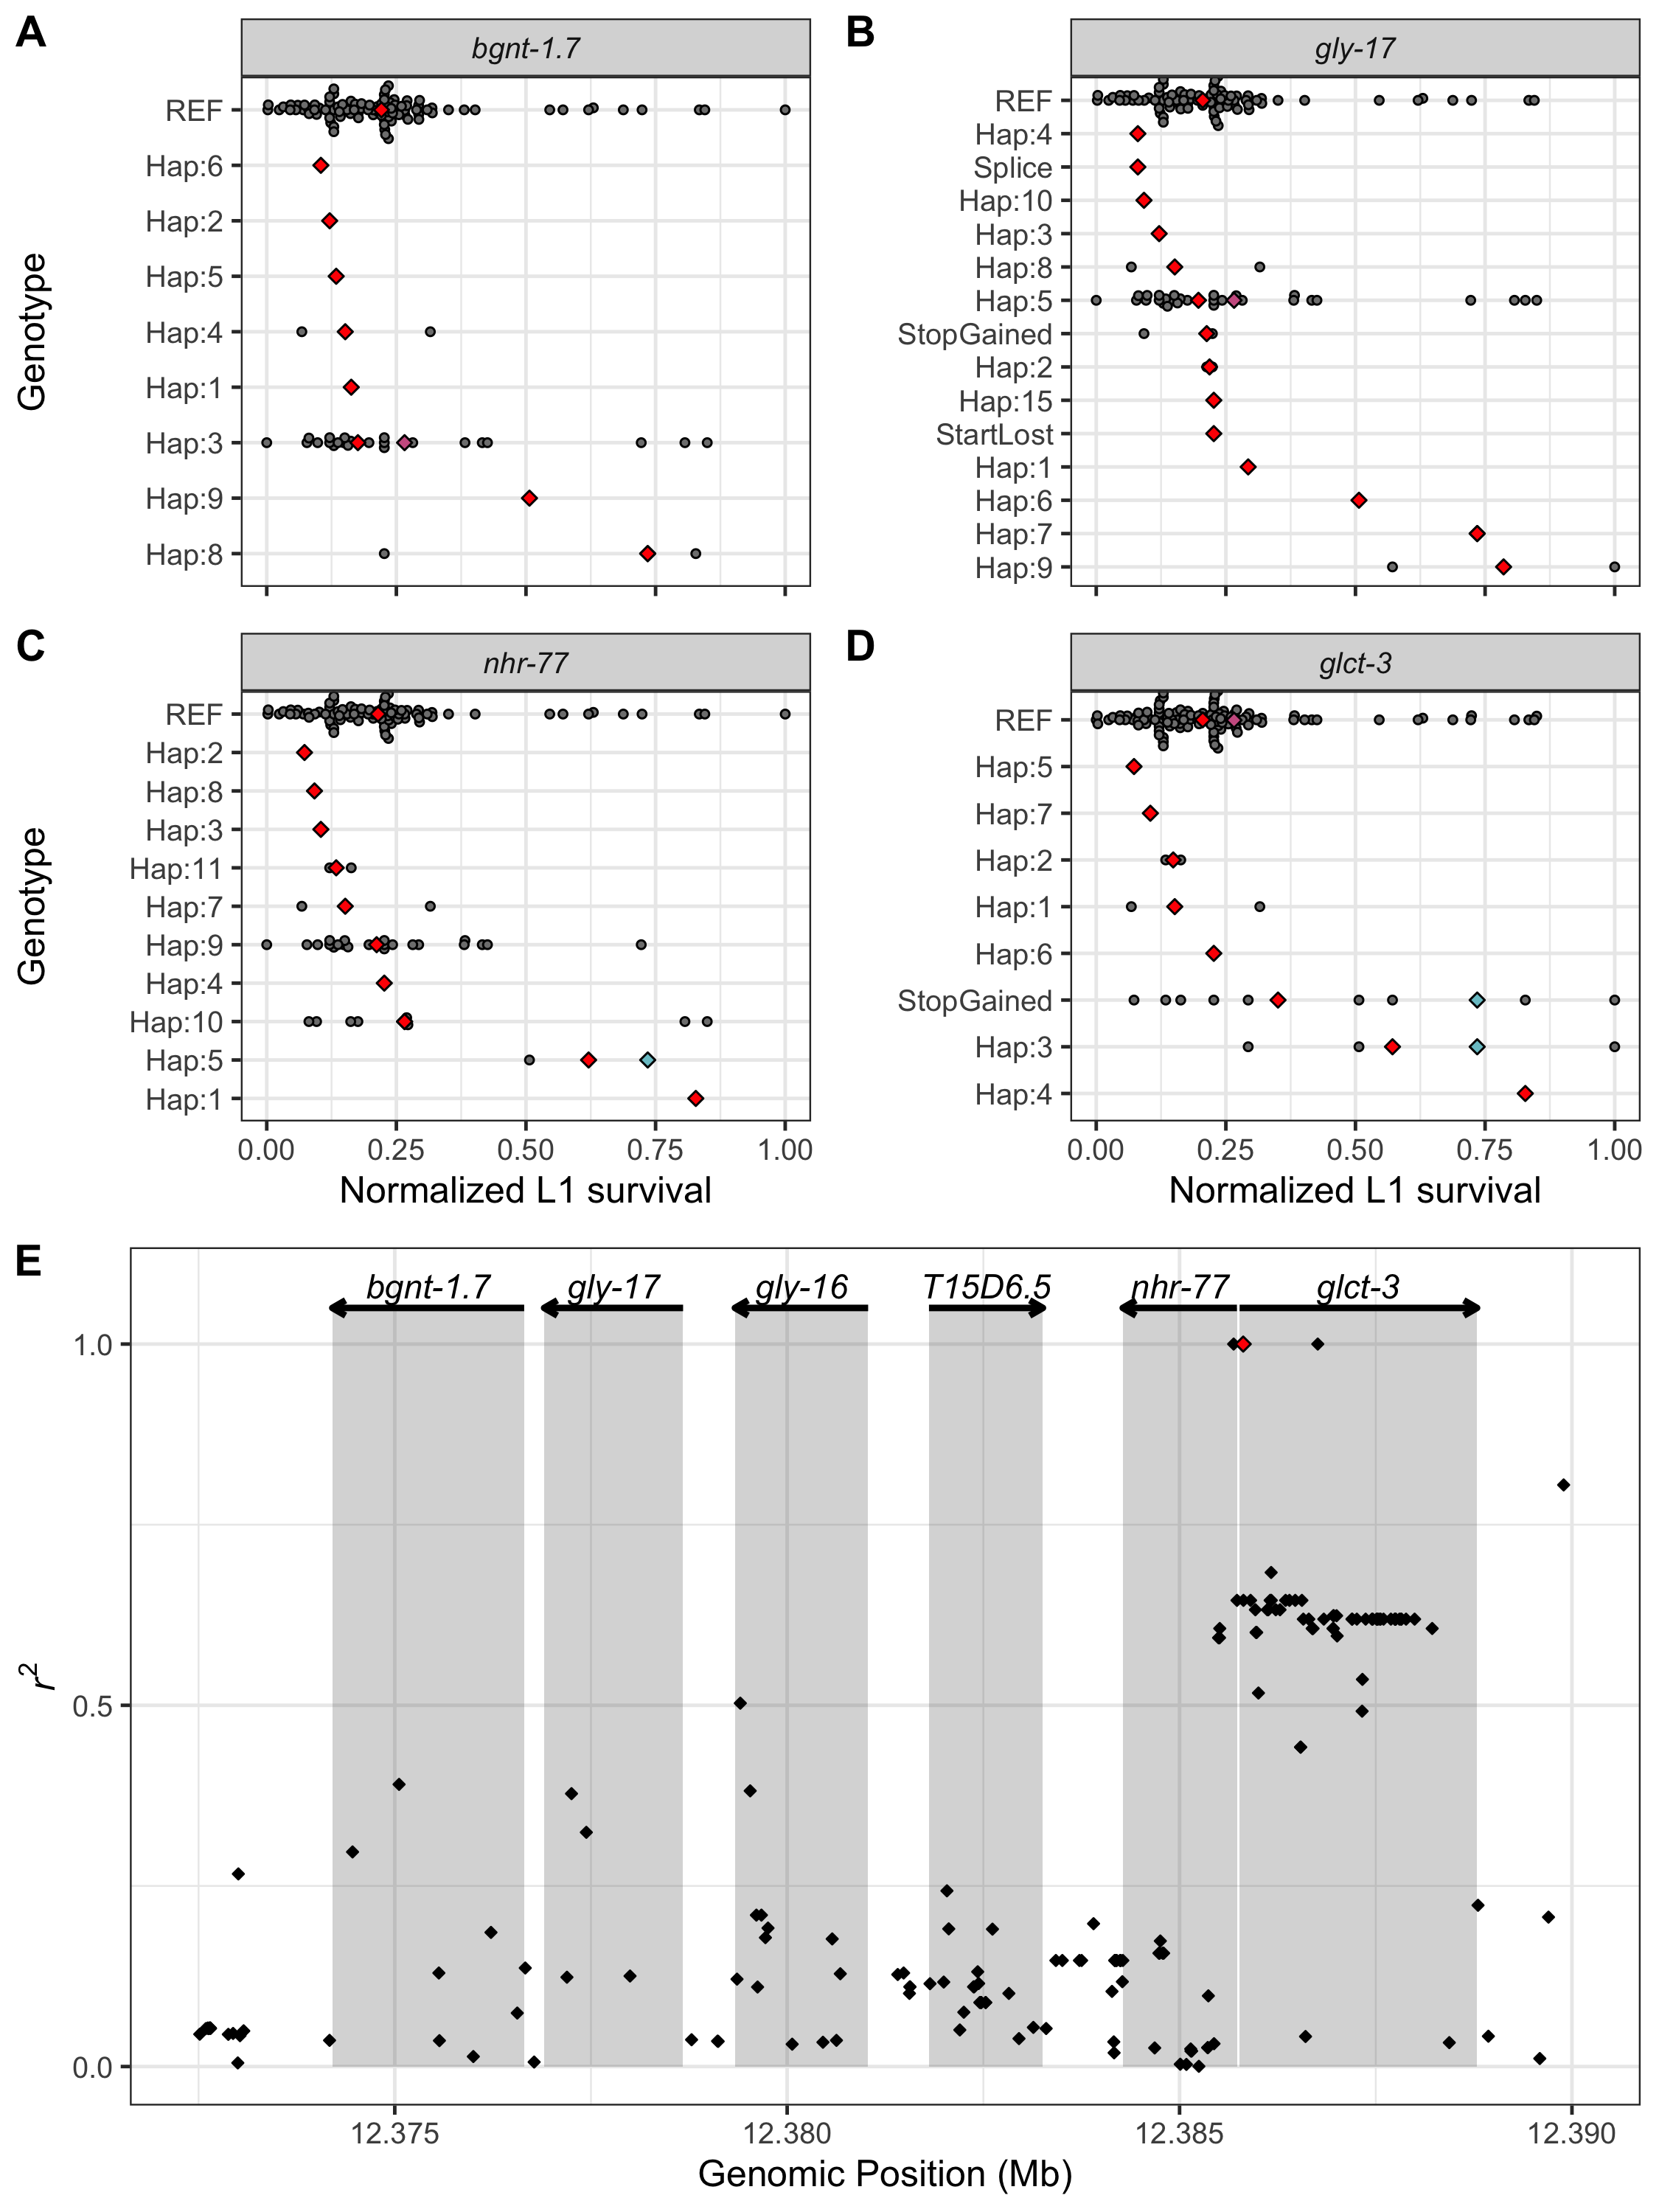 A
bgnt-1.7
Genotype
REF
Hap:6
Hap:2
Hap:5
Hap:4
Hap:1
Hap:3
Hap:9
Hap:8
B
gly-17
REF
Hap:4
Splice
Hap:10
Hap:3
Hap:8
Hap:5
StopGained
Hap:2
Hap:15
StartLost
Hap:1
Hap:6
Hap:7
Hap:9
C
nhr-77
Genotype
REF
Hap:2
Hap:8
Hap:3
Hap:11
Hap:7
Hap:9
Hap:4
Hap:10
Hap:5
Hap:1
0.00 0.25 0.50 0.75 1.00
Normalized L1 survival
D
glct-3
REF
Hap:5
Hap:7
Hap:2
Hap:1
Hap:6
StopGained
Hap:3
Hap:4
0.00 0.25 0.50 0.75 1.00
Normalized L1 survival
E
bgnt-1.7 gly-17 gly-16 T15D6.5 nhr-77 glct-3
r²
1.0
0.5
0.0
12.375 12.380 12.385 12.390
Genomic Position (Mb)